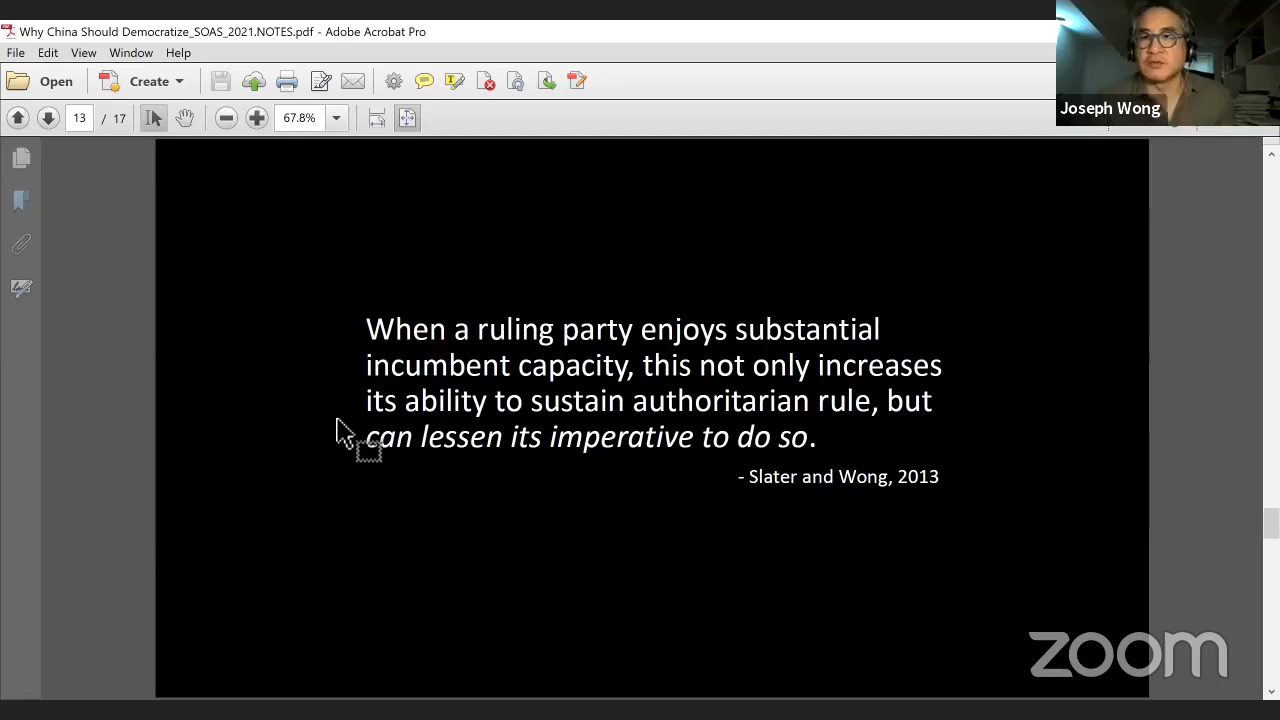 Why China Should Democratize_SOAS_2021.NOTES.pdf - Adobe Acrobat Pro
File Edit View Window Help
Open Create
13 / 17 67.8%
Joseph Wong
When a ruling party enjoys substantial
incumbent capacity, this not only increases
its ability to sustain authoritarian rule, but
can lessen its imperative to do so.
- Slater and Wong, 2013
zoom